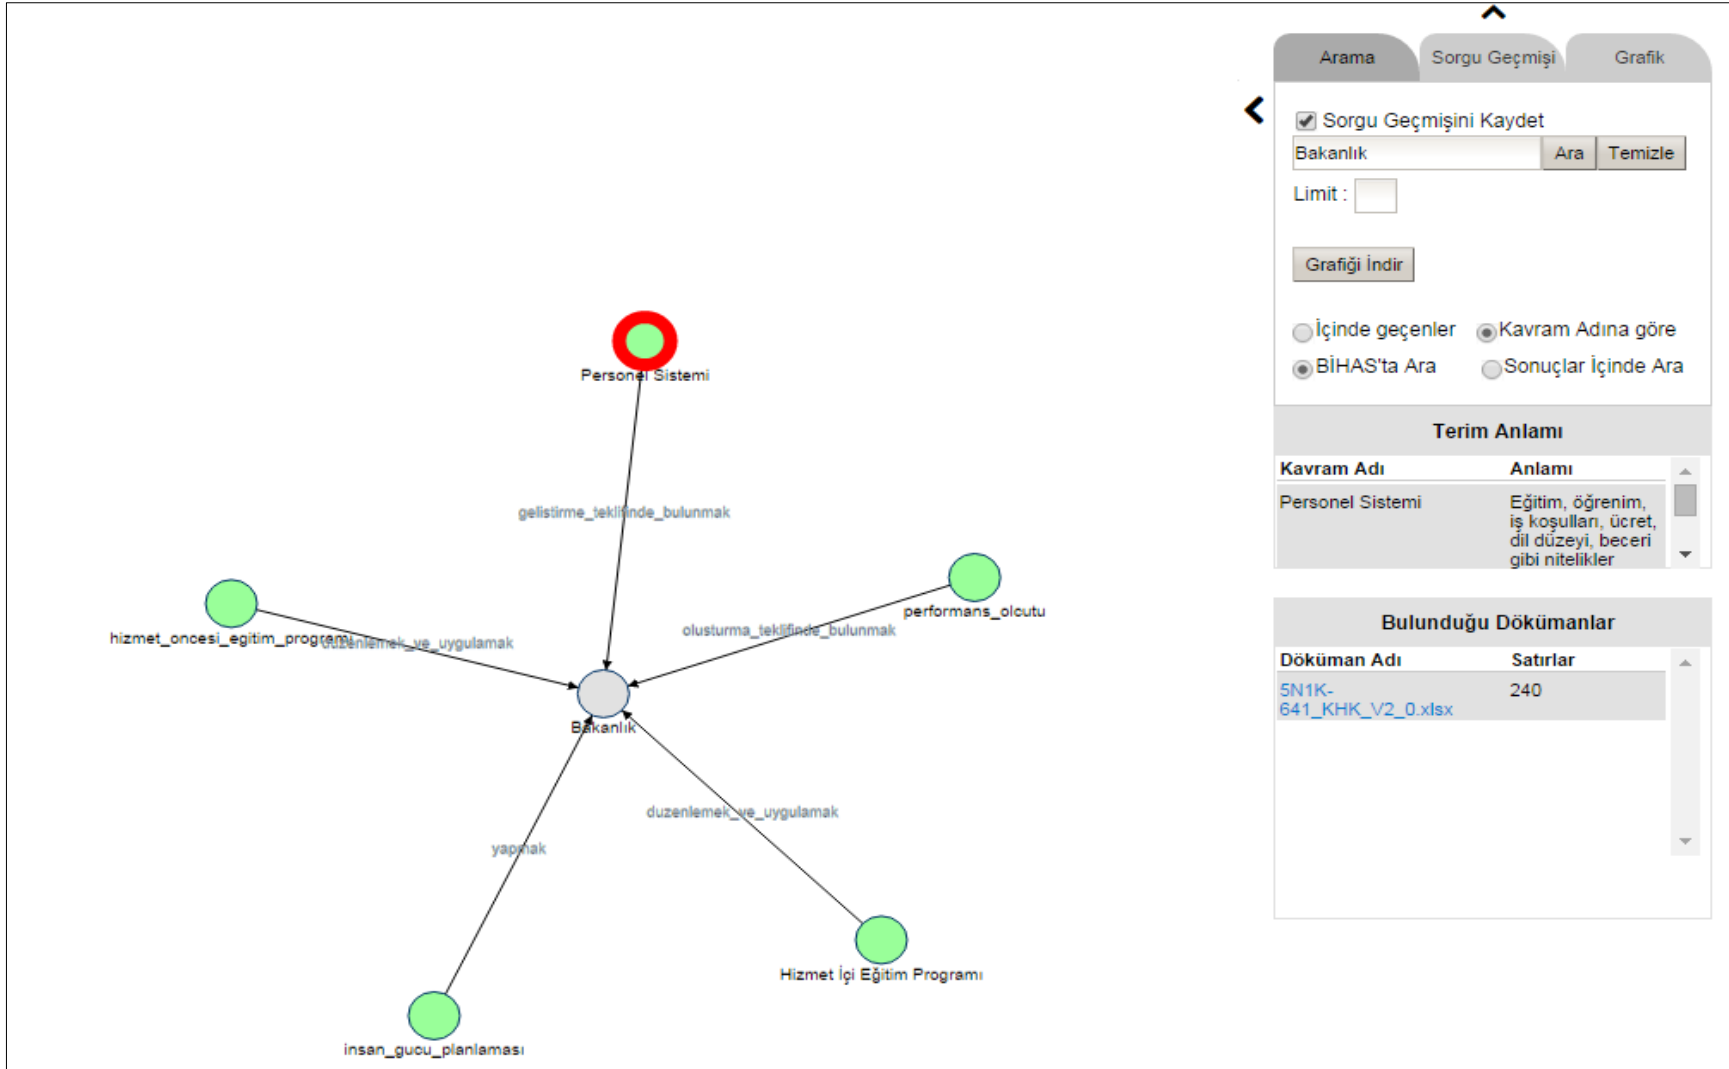 Arama
Sorgu Geçmişi
Grafik
Sorgu Geçmişini Kaydet
Bakanlık
Ara
Temizle
Limit :
Grafiği İndir
İçinde geçenler
Kavram Adına göre
BİHAS'ta Ara
Sonuçlar İçinde Ara
Terim Anlamı
Kavram Adı
Anlamı
Personel Sistemi
Eğitim, öğrenim,
iş koşulları, ücret,
dil düzeyi, beceri
gibi nitelikler
Bulunduğu Dökümanlar
Döküman Adı
Satırlar
5N1K-
641_KHK_V2_0.xlsx
240
Personel Sistemi
gelistirme_teklifinde_bulunmak
performans_olcutu
olusturma_teklifinde_bulunmak
hizmet_oncesi_egitim_programi
duzenlemek_ve_uygulamak
Bakanlık
duzenlemek_ve_uygulamak
yapmak
Hizmet İçi Eğitim Programı
insan_gucu_planlaması